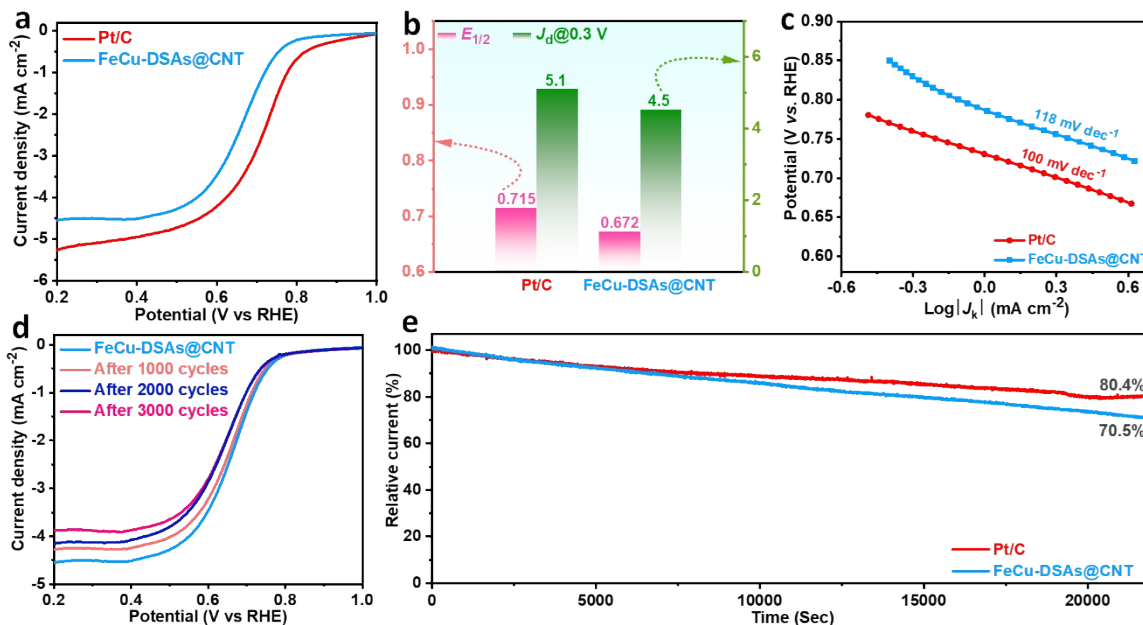 a
Pt/C
FeCu-DSAs@CNT
Current density (mA cm⁻²)
0
-1
-2
-3
-4
-5
-6
0.2 0.4 0.6 0.8 1.0
Potential (V vs RHE)
b
E1/2 Jd@0.3 V
1.0
0.9
0.8
0.7
0.6
0.715
5.1
0.672
4.5
6
4
2
0
Pt/C FeCu-DSAs@CNT
c
Potential (V vs. RHE)
0.90
0.85
0.80
0.75
0.70
0.65
0.60
118 mV dec⁻¹
100 mV dec⁻¹
Pt/C
FeCu-DSAs@CNT
-0.6 -0.3 0.0 0.3 0.6
Log|Jk| (mA cm⁻²)
d
FeCu-DSAs@CNT
After 1000 cycles
After 2000 cycles
After 3000 cycles
Current density (mA cm⁻²)
0
-1
-2
-3
-4
-5
0.2 0.4 0.6 0.8 1.0
Potential (V vs RHE)
e
Relative current (%)
120
100
80
60
40
20
0
80.4%
70.5%
Pt/C
FeCu-DSAs@CNT
0 5000 10000 15000 20000
Time (Sec)